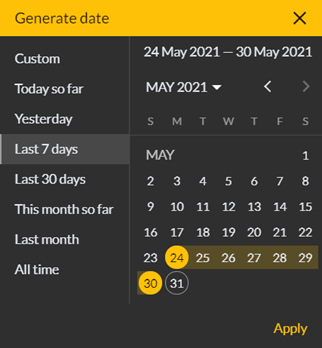 Generate date
Custom
Today so far
Yesterday
Last 7 days
Last 30 days
This month so far
Last month
All time
24 May 2021 — 30 May 2021
MAY 2021
S M T W T F S
MAY 1
2 3 4 5 6 7 8
9 10 11 12 13 14 15
16 17 18 19 20 21 22
23 24 25 26 27 28 29
30 31
Apply